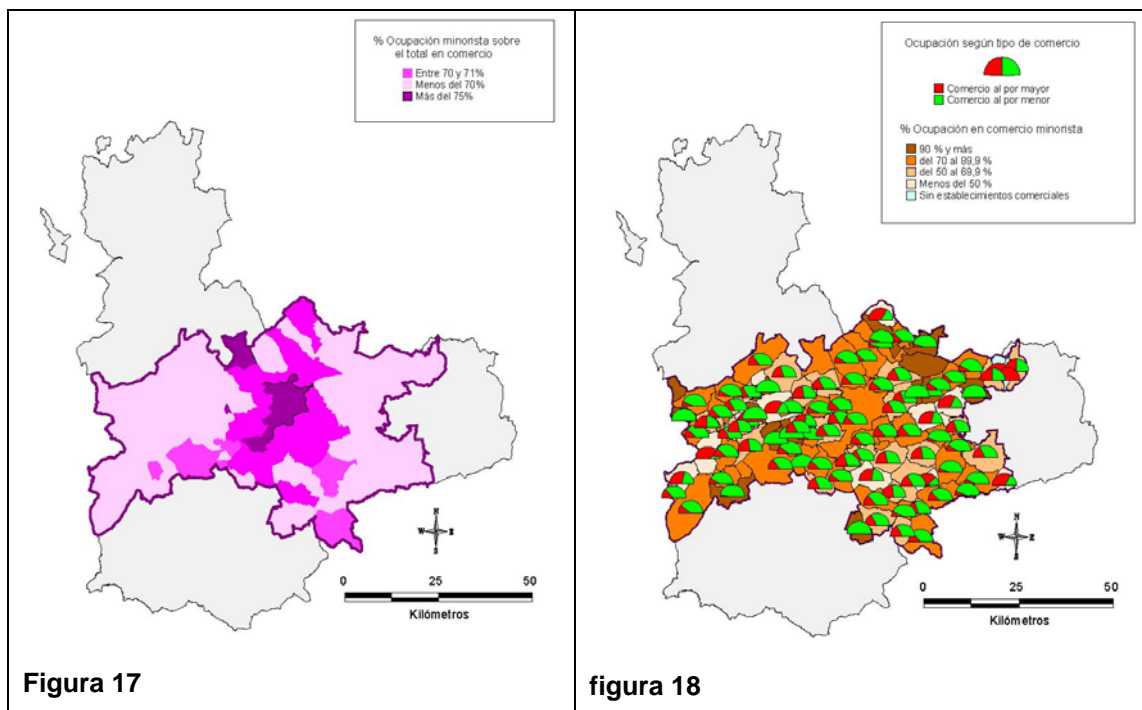 % Ocupación minorista sobre
el total en comercio
Entre 70 y 71%
Menos del 70%
Más del 75%
N
W E
S
0 25 50
Kilómetros
Figura 17
Ocupación según tipo de comercio
Comercio al por mayor
Comercio al por menor
% Ocupación en comercio minorista
90 % y más
del 70 al 89,9 %
del 50 al 69,9 %
Menos del 50 %
Sin establecimientos comerciales
N
W E
S
0 25 50
Kilómetros
figura 18